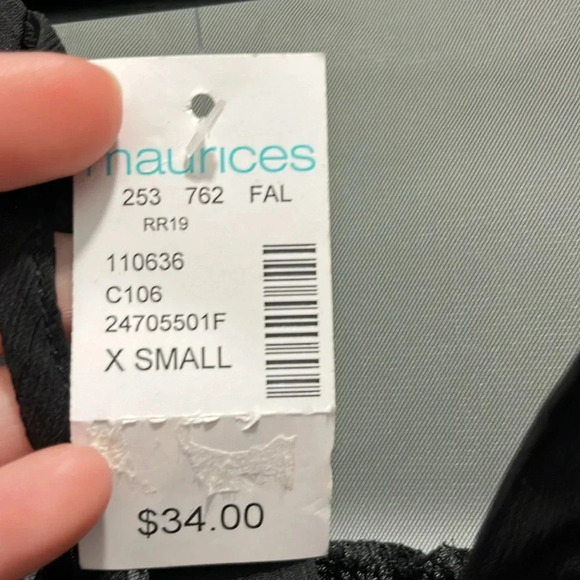 maurices
253 762 FAL
RR19
110636
C106
24705501F
X SMALL
$34.00